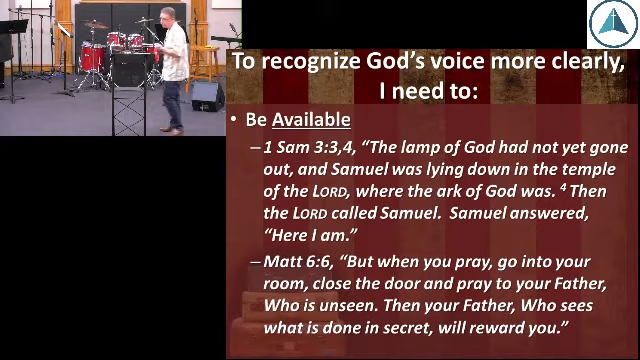 To recognize God's voice more clearly,
I need to:
• Be Available
– 1 Sam 3:3,4, “The lamp of God had not yet gone
out, and Samuel was lying down in the temple
of the LORD, where the ark of God was. ⁴ Then
the LORD called Samuel.  Samuel answered,
“Here I am.”
– Matt 6:6, “But when you pray, go into your
room, close the door and pray to your Father,
Who is unseen. Then your Father, Who sees
what is done in secret, will reward you.”